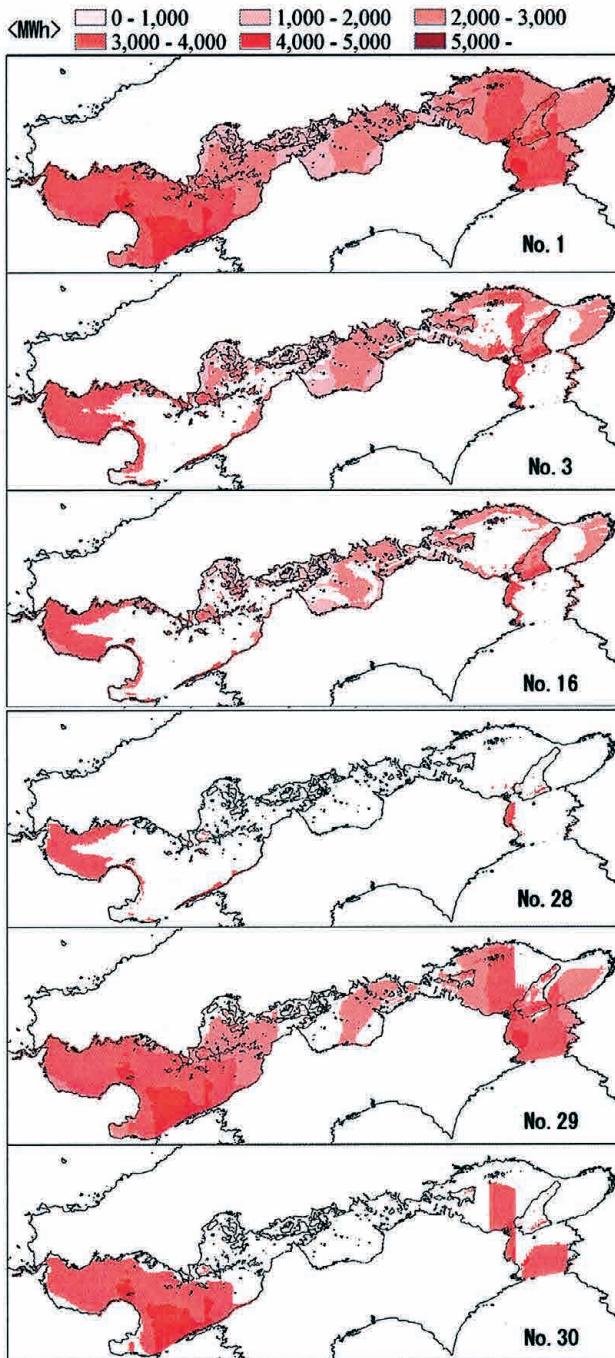 <MWh> 0 - 1,000 1,000 - 2,000 2,000 - 3,000
3,000 - 4,000 4,000 - 5,000 5,000 -
No. 1
No. 3
No. 16
No. 28
No. 29
No. 30